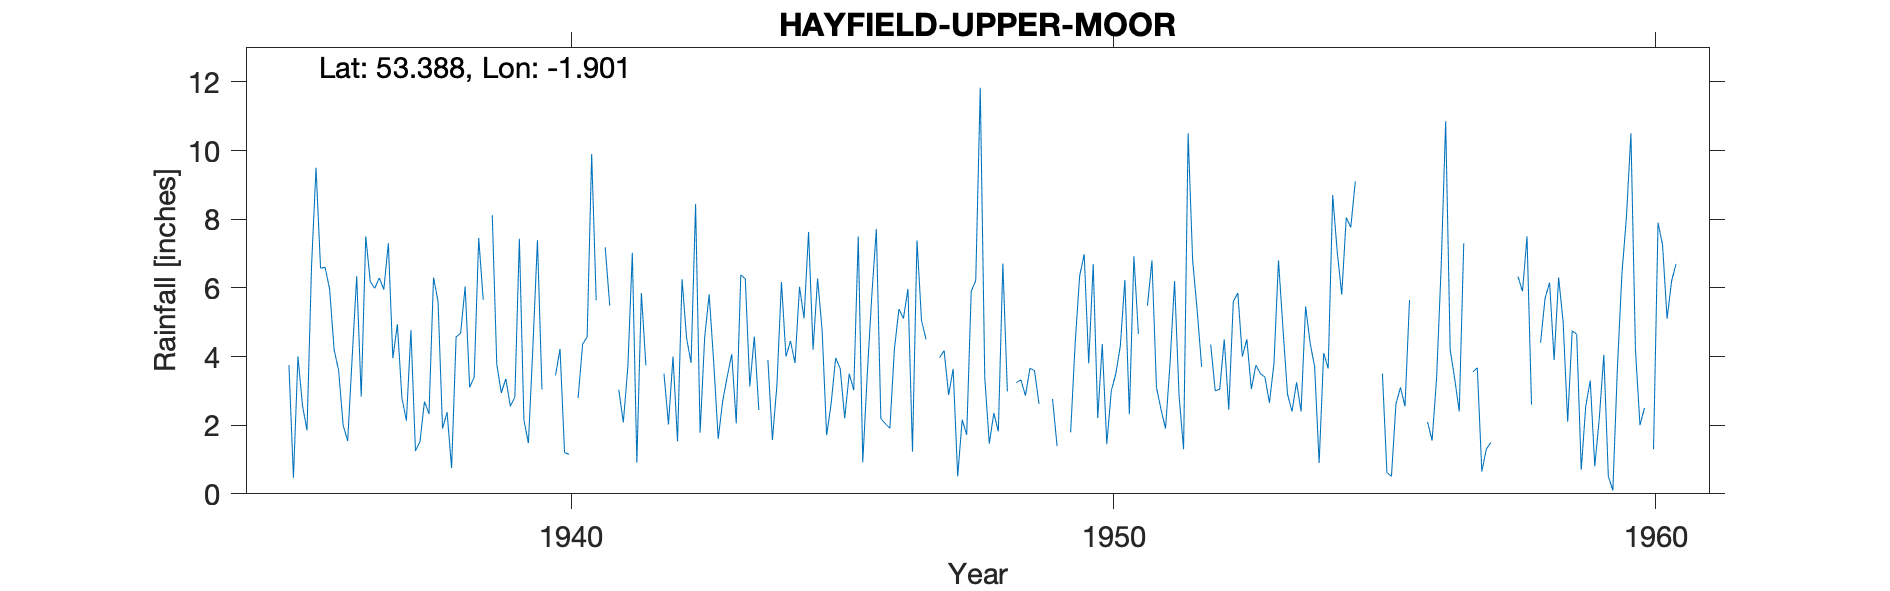 HAYFIELD-UPPER-MOOR
Lat: 53.388, Lon: -1.901
12
10
8
6
4
2
0
Rainfall [inches]
1940 1950 1960
Year